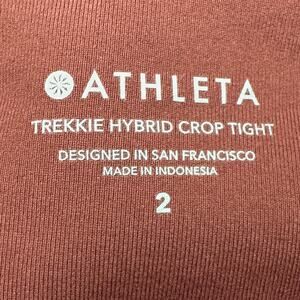 ATHLETA
TREKKIE HYBRID CROP TIGHT
DESIGNED IN SAN FRANCISCO
MADE IN INDONESIA
2